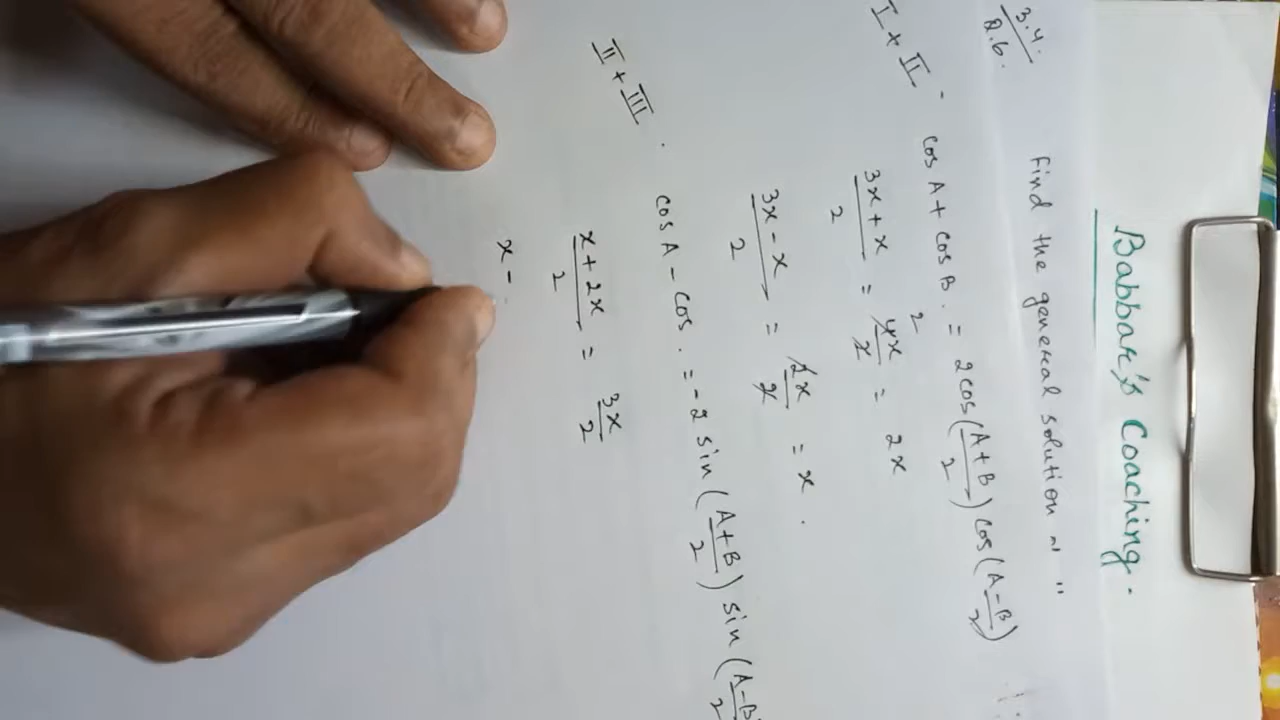 Babbar's Coaching.
3.4.
Q.6. Find the general solution " "
I + II - cos A + cos B. = 2cos(A+B/2) cos(A-B/2)
3x+x/2 = 4x/2 2 = 2x
3x-x/2 = 2x/2 = x.
II + III . cos A - cos . = -2 sin(A+B/2) sin(A-B/2
x+2x/2 = 3x/2
x -